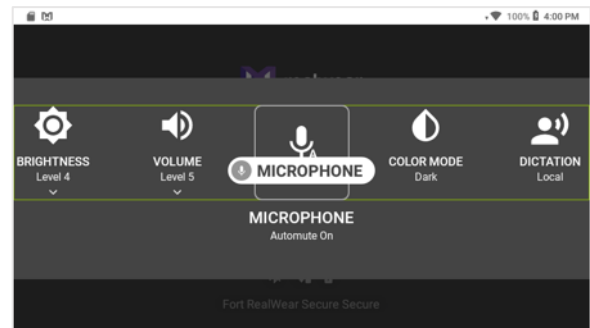 100% 4:00 PM
BRIGHTNESS
Level 4
VOLUME
Level 5
A
MICROPHONE
COLOR MODE
Dark
DICTATION
Local
MICROPHONE
Automute On
Fort RealWear Secure Secure